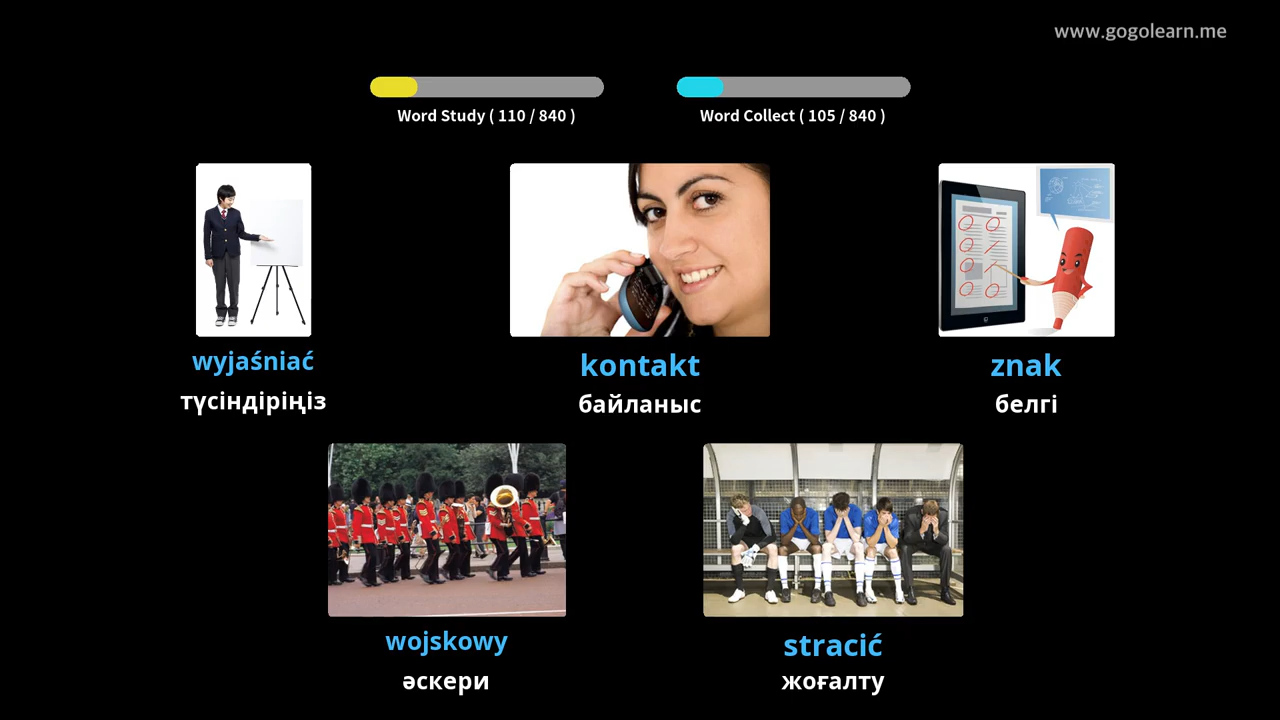 www.gogolearn.me
Word Study ( 110 / 840 )
Word Collect ( 105 / 840 )
wyjaśniać
түсіндіріңіз
kontakt
байланыс
znak
белгі
wojskowy
әскери
stracić
жоғалту